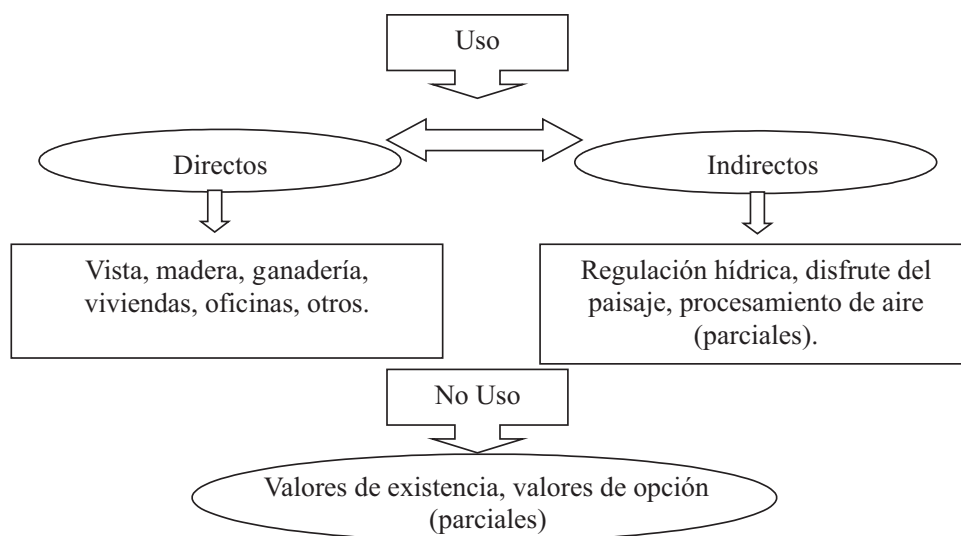 Uso
Directos
Indirectos
Vista, madera, ganadería,
viviendas, oficinas, otros.
Regulación hídrica, disfrute del
paisaje, procesamiento de aire
(parciales).
No Uso
Valores de existencia, valores de opción
(parciales)